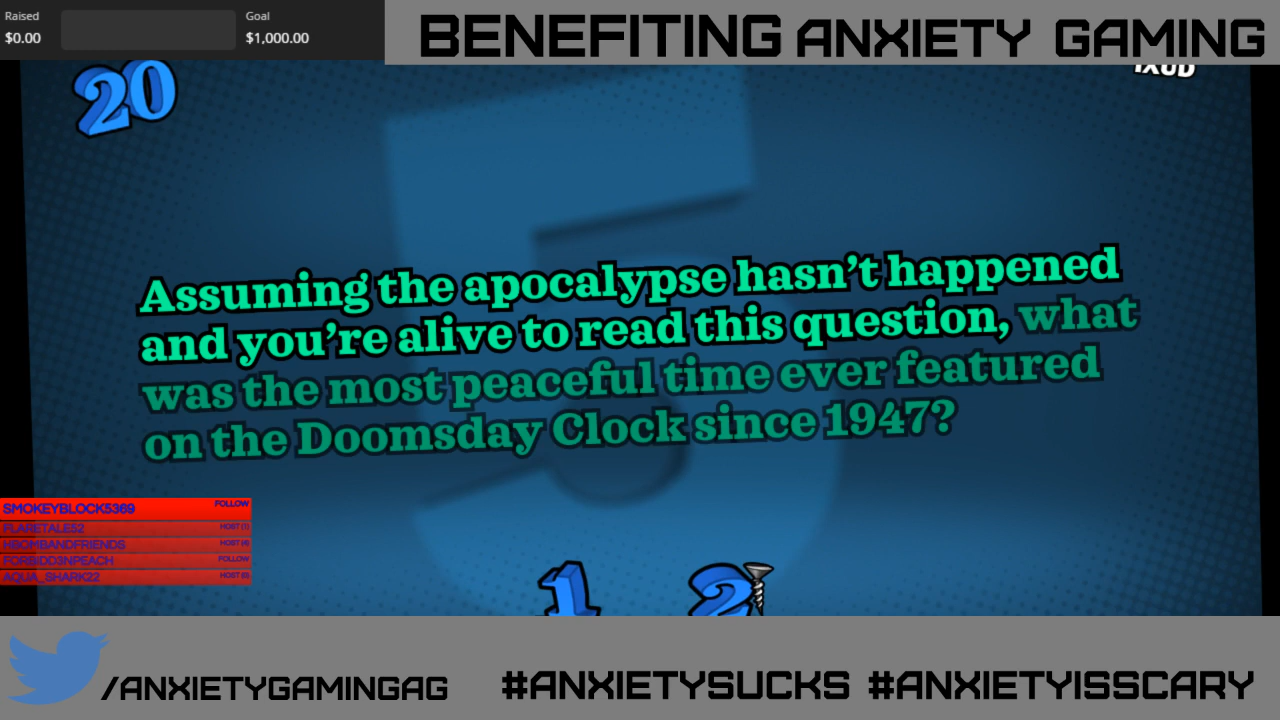 Raised
$0.00
Goal
$1,000.00
BENEFITING ANXIETY GAMING
20
Assuming the apocalypse hasn't happened
and you're alive to read this question, what
was the most peaceful time ever featured
on the Doomsday Clock since 1947?
SMOKEYBLOCK5369 FOLLOW
FLARETALE52 HOST (1)
HBOMBANDFRIENDS HOST (4)
FORBIDD3NPEACH FOLLOW
AQUA_SHARK22 HOST (6)
1 2
/ANXIETYGAMINGAG #ANXIETYSUCKS #ANXIETYISSCARY